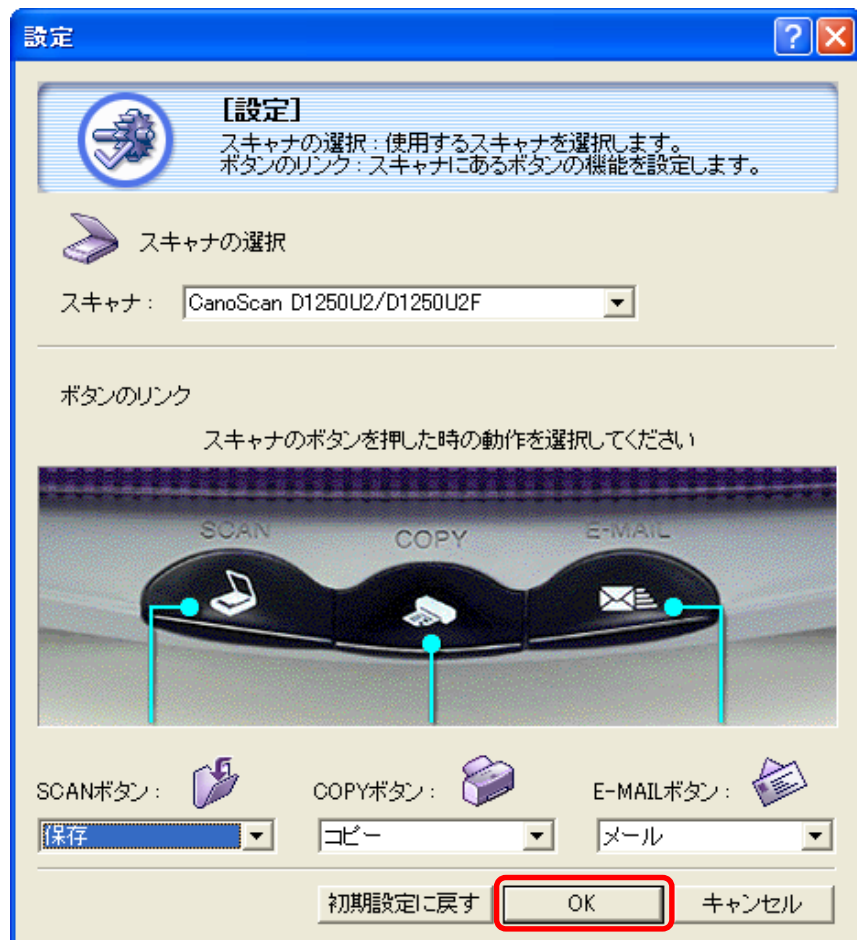 設定
[設定]
スキャナの選択：使用するスキャナを選択します。
ボタンのリンク：スキャナにあるボタンの機能を設定します。
スキャナの選択
スキャナ： CanoScan D1250U2/D1250U2F
ボタンのリンク
スキャナのボタンを押した時の動作を選択してください
SCAN COPY E-MAIL
SCANボタン： COPYボタン： E-MAILボタン：
保存 コピー メール
初期設定に戻す OK キャンセル